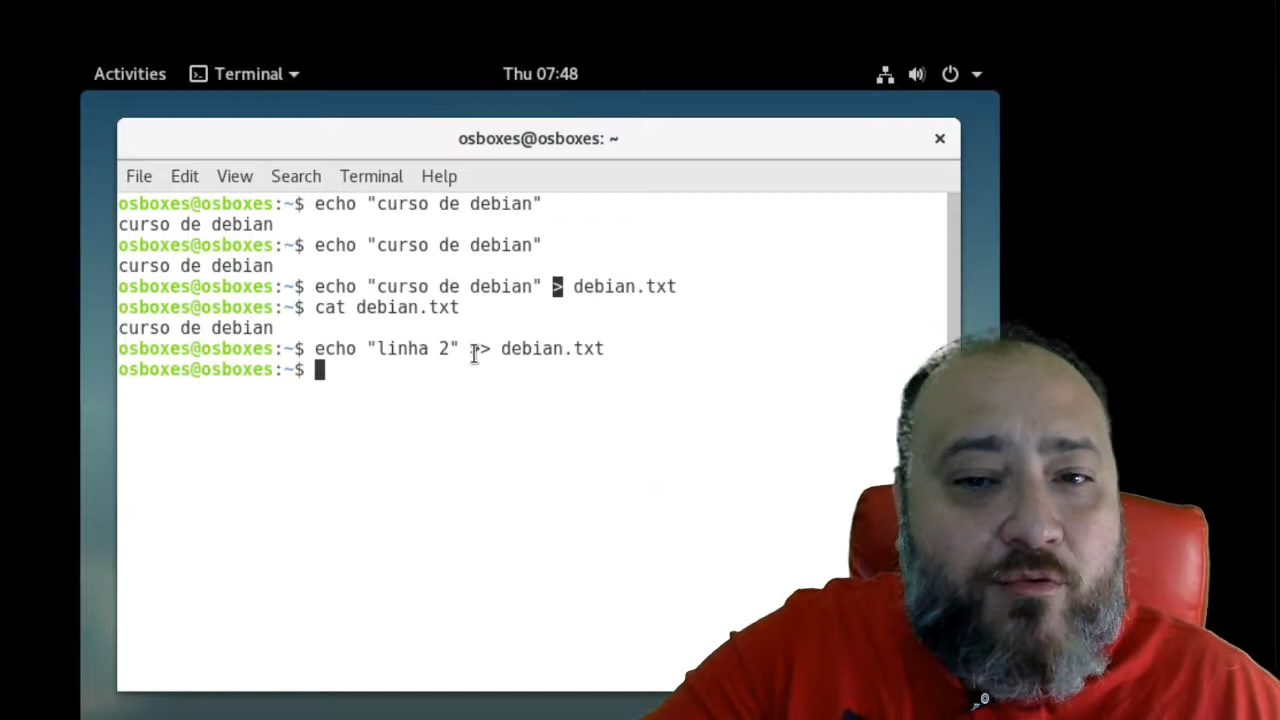 Activities Terminal Thu 07:48
osboxes@osboxes: ~
File Edit View Search Terminal Help
osboxes@osboxes:~$ echo "curso de debian"
curso de debian
osboxes@osboxes:~$ echo "curso de debian"
curso de debian
osboxes@osboxes:~$ echo "curso de debian" > debian.txt
osboxes@osboxes:~$ cat debian.txt
curso de debian
osboxes@osboxes:~$ echo "linha 2" >> debian.txt
osboxes@osboxes:~$